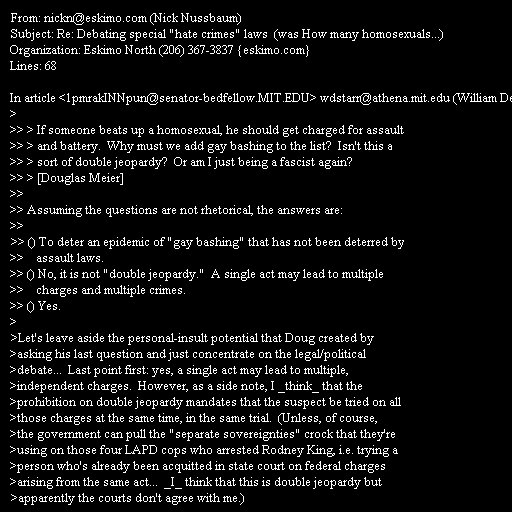 From: nickn@eskimo.com (Nick Nussbaum)
Subject: Re: Debating special "hate crimes" laws  (was How many homosexuals...)
Organization: Eskimo North (206) 367-3837 {eskimo.com}
Lines: 68

In article <1pmrakINNpun@senator-bedfellow.MIT.EDU> wdstarr@athena.mit.edu (William De
>
>> > If someone beats up a homosexual, he should get charged for assault
>> > and battery.  Why must we add gay bashing to the list?  Isn't this a
>> > sort of double jeopardy?  Or am I just being a fascist again?
>> > [Douglas Meier]
>>
>> Assuming the questions are not rhetorical, the answers are:
>>
>> () To deter an epidemic of "gay bashing" that has not been deterred by
>>    assault laws.
>> () No, it is not "double jeopardy."  A single act may lead to multiple
>>    charges and multiple crimes.
>> () Yes.
>
>Let's leave aside the personal-insult potential that Doug created by
>asking his last question and just concentrate on the legal/political
>debate...  Last point first: yes, a single act may lead to multiple,
>independent charges.  However, as a side note, I _think_ that the
>prohibition on double jeopardy mandates that the suspect be tried on all
>those charges at the same time, in the same trial.  (Unless, of course,
>the government can pull the "separate sovereignties" crock that they're
>using on those four LAPD cops who arrested Rodney King, i.e. trying a
>person who's already been acquitted in state court on federal charges
>arising from the same act...  _I_ think that this is double jeopardy but
>apparently the courts don't agree with me.)